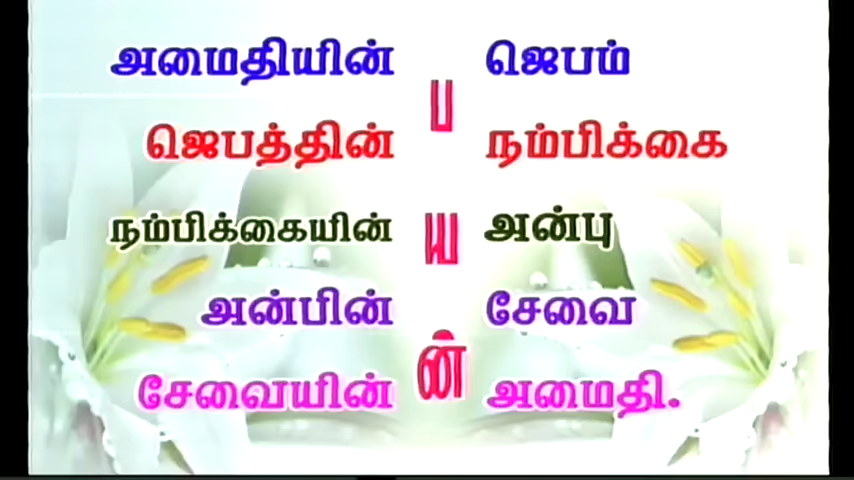 அமைதியின் ஜெபம்
ஜெபத்தின் ப நம்பிக்கை
நம்பிக்கையின் ய அன்பு
அன்பின் சேவை
சேவையின் ன் அமைதி.